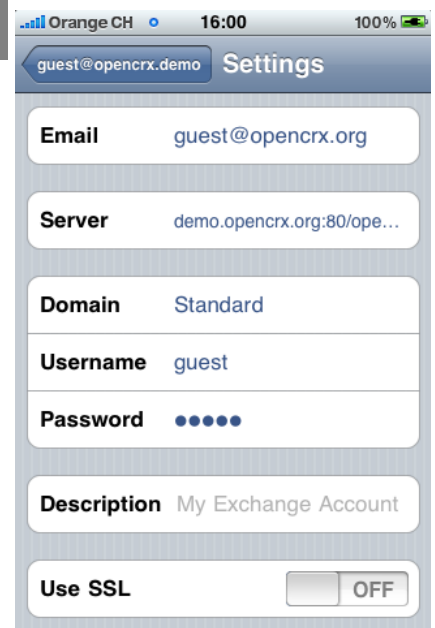 Orange CH 16:00 100%
guest@opencrx.demo Settings
Email guest@opencrx.org
Server demo.opencrx.org:80/ope...
Domain Standard
Username guest
Password •••••
Description My Exchange Account
Use SSL OFF